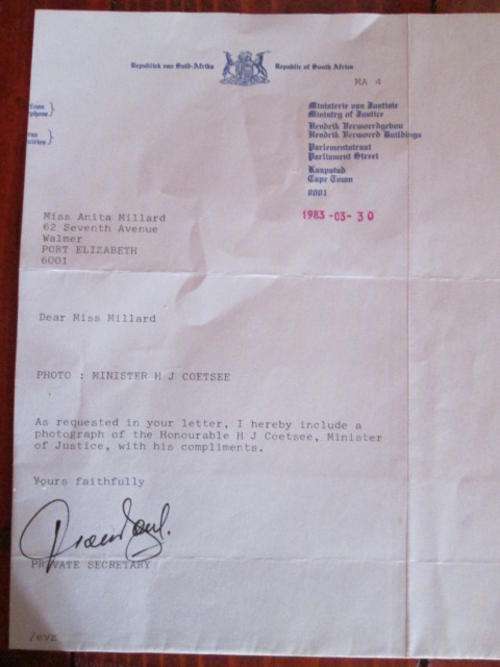 Republiek van Suid-Afrika
Republic of South Africa
MA 4
Ministerie van Justisie
Ministry of Justice
Hendrik Verwoerdgebou
Hendrik Verwoerd Buildings
Parlementstraat
Parliament Street
Kaapstad
Cape Town
0001
1983 -03- 30
Miss Anita Millard
62 Seventh Avenue
Walmer
PORT ELIZABETH
6001
Dear Miss Millard
PHOTO : MINISTER H J COETSEE
As requested in your letter, I hereby include a
photograph of the Honourable H J Coetsee, Minister
of Justice, with his compliments.
Yours faithfully
PRIVATE SECRETARY
/evz